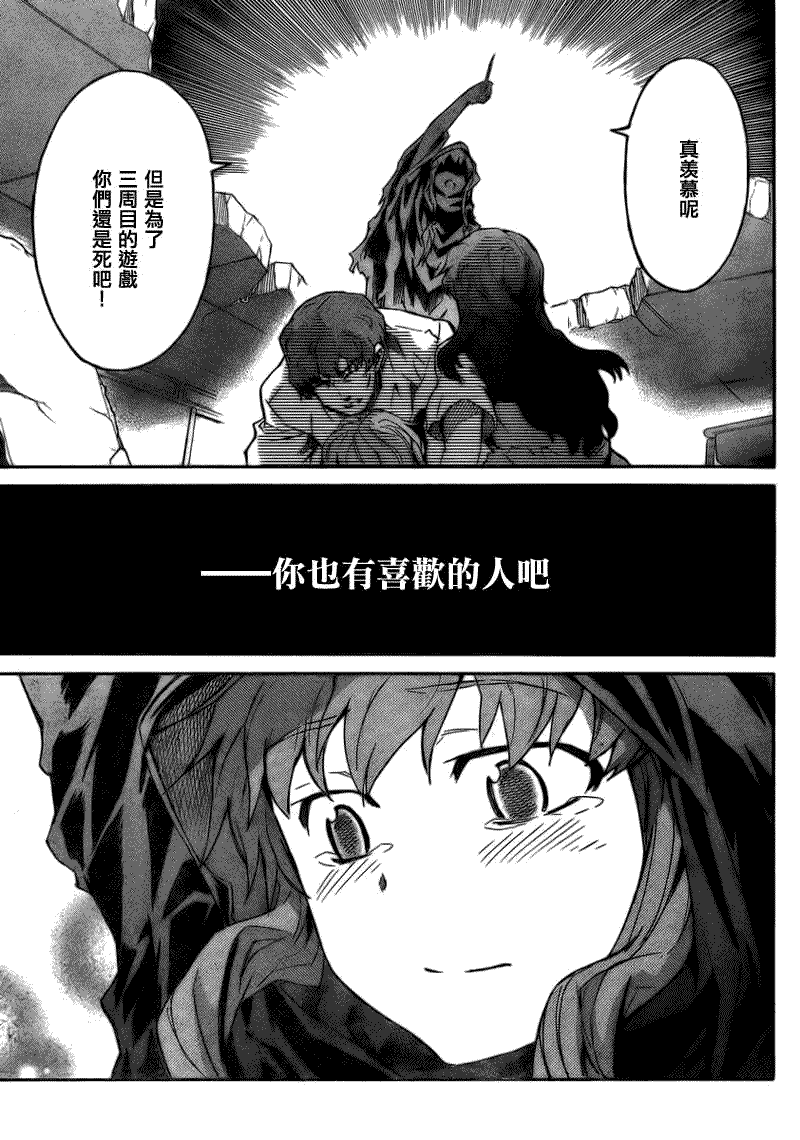 真羨慕呢
但是為了
三周目的遊戲
你們還是死吧！
——你也有喜歡的人吧